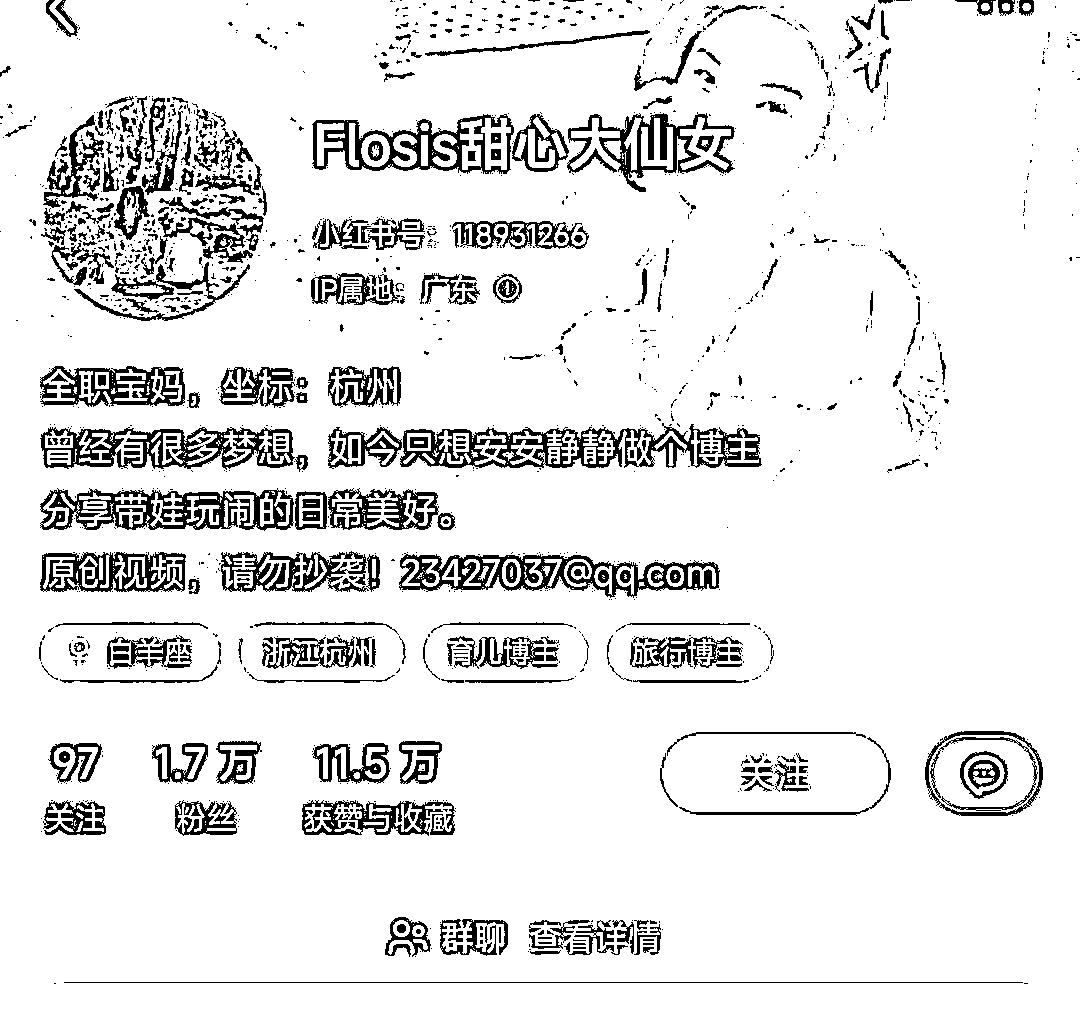 Flosis甜心大仙女
小红书号：118931266
IP属地：广东
全职宝妈，坐标：杭州
曾经有很多梦想，如今只想安安静静做个博主
分享带娃玩闹的日常美好。
原创视频，请勿抄袭！23427037@qq.com
白羊座 浙江杭州 育儿博主 旅行博主
97 1.7 万 11.5 万 关注
关注 粉丝 获赞与收藏
群聊 查看详情